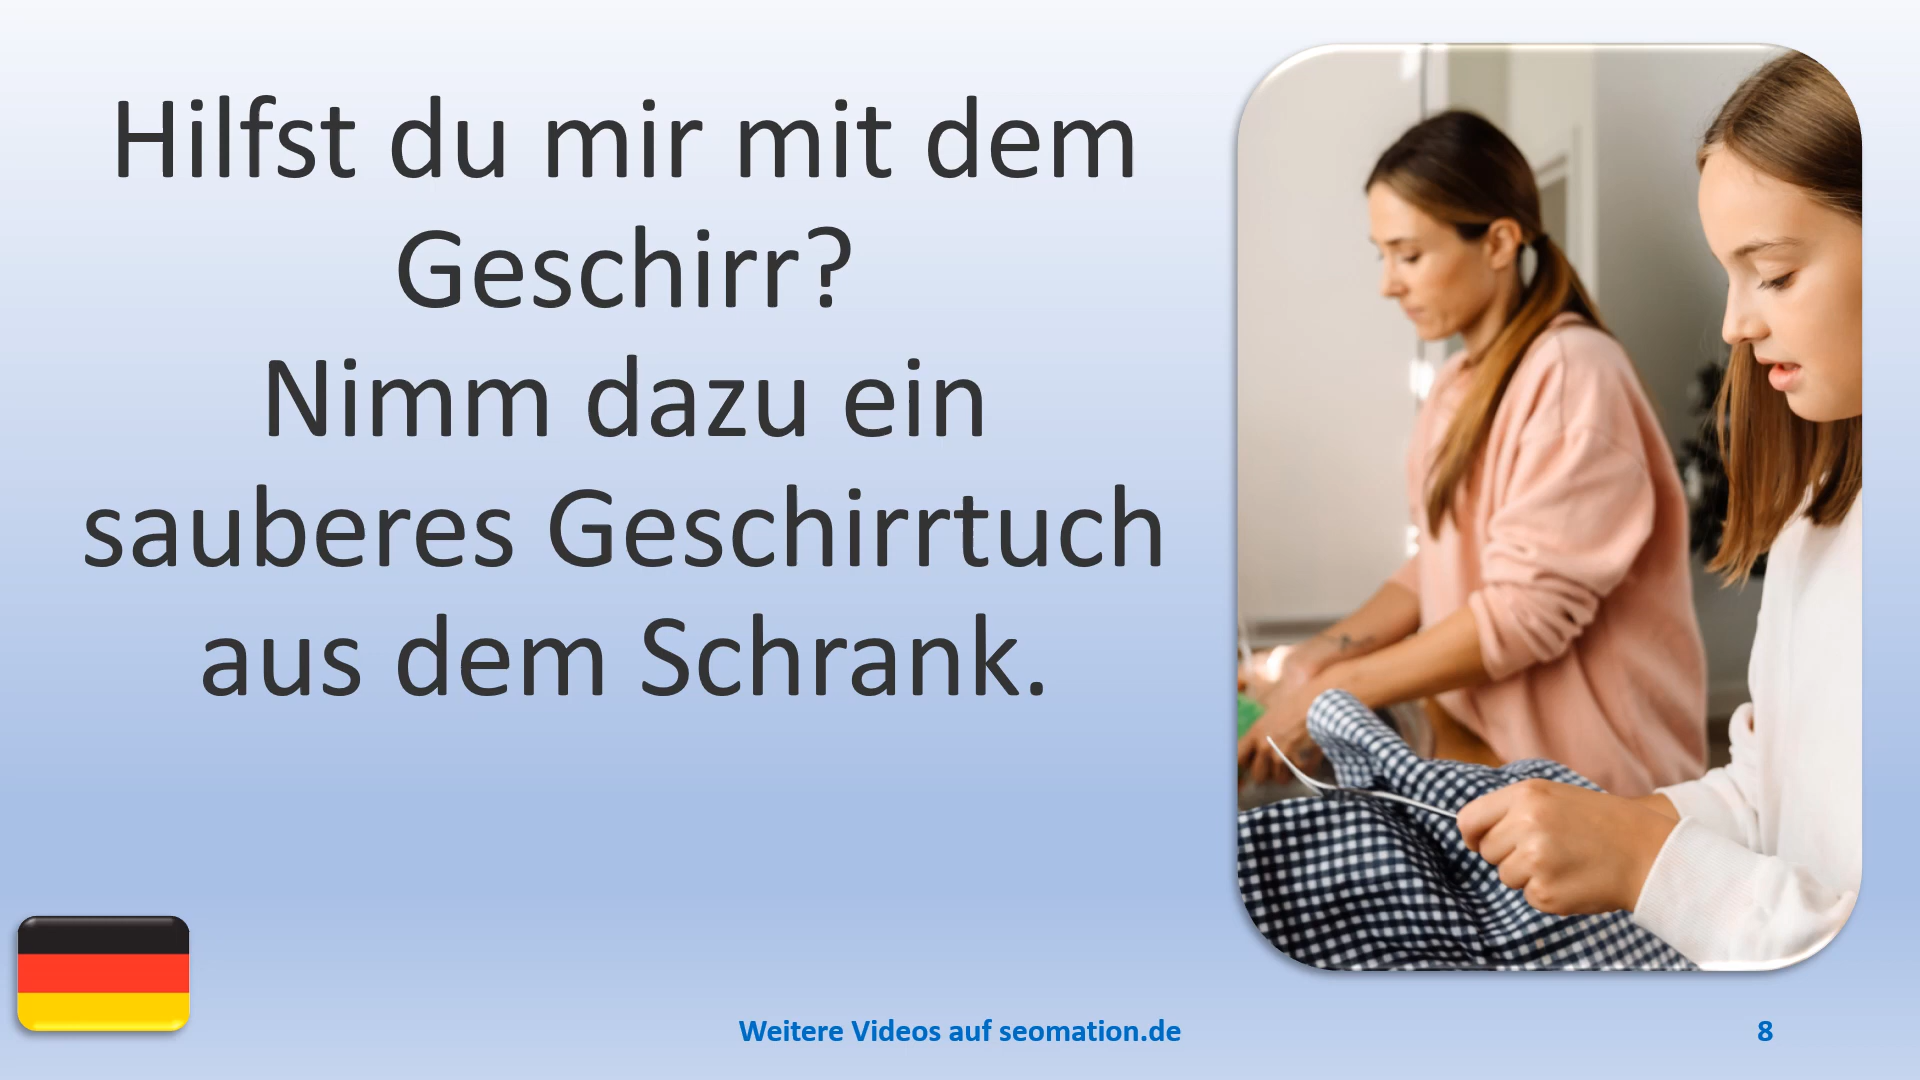 Hilfst du mir mit dem
Geschirr?
Nimm dazu ein
sauberes Geschirrtuch
aus dem Schrank.
Weitere Videos auf seomation.de
8